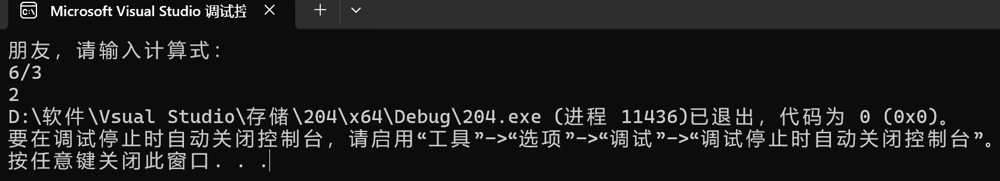 Microsoft Visual Studio 调试控
朋友，请输入计算式：
6/3
2
D:\软件\Vsual Studio\存储\204\x64\Debug\204.exe (进程 11436)已退出，代码为 0 (0x0)。
要在调试停止时自动关闭控制台，请启用“工具”->“选项”->“调试”->“调试停止时自动关闭控制台”。
按任意键关闭此窗口. . .